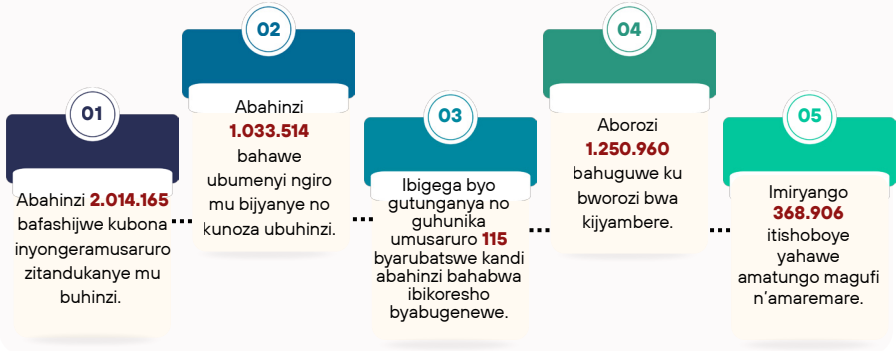 01
Abahinzi 2.014.165
bafashijwe kubona
inyongeramusaruro
zitandukanye mu
buhinzi.
02
Abahinzi
1.033.514
bahawe
ubumenyi ngiro
mu bijyanye no
kunoza ubuhinzi.
03
Ibigega byo
gutunganya no
guhunika
umusaruro 115
byarubatswe kandi
abahinzi bahabwa
ibikoresho
byabugenewe.
04
Aborozi
1.250.960
bahuguwe ku
bworozi bwa
kijyambere.
05
Imiryango
368.906
itishoboye
yahawe
amatungo magufi
n'amaremare.